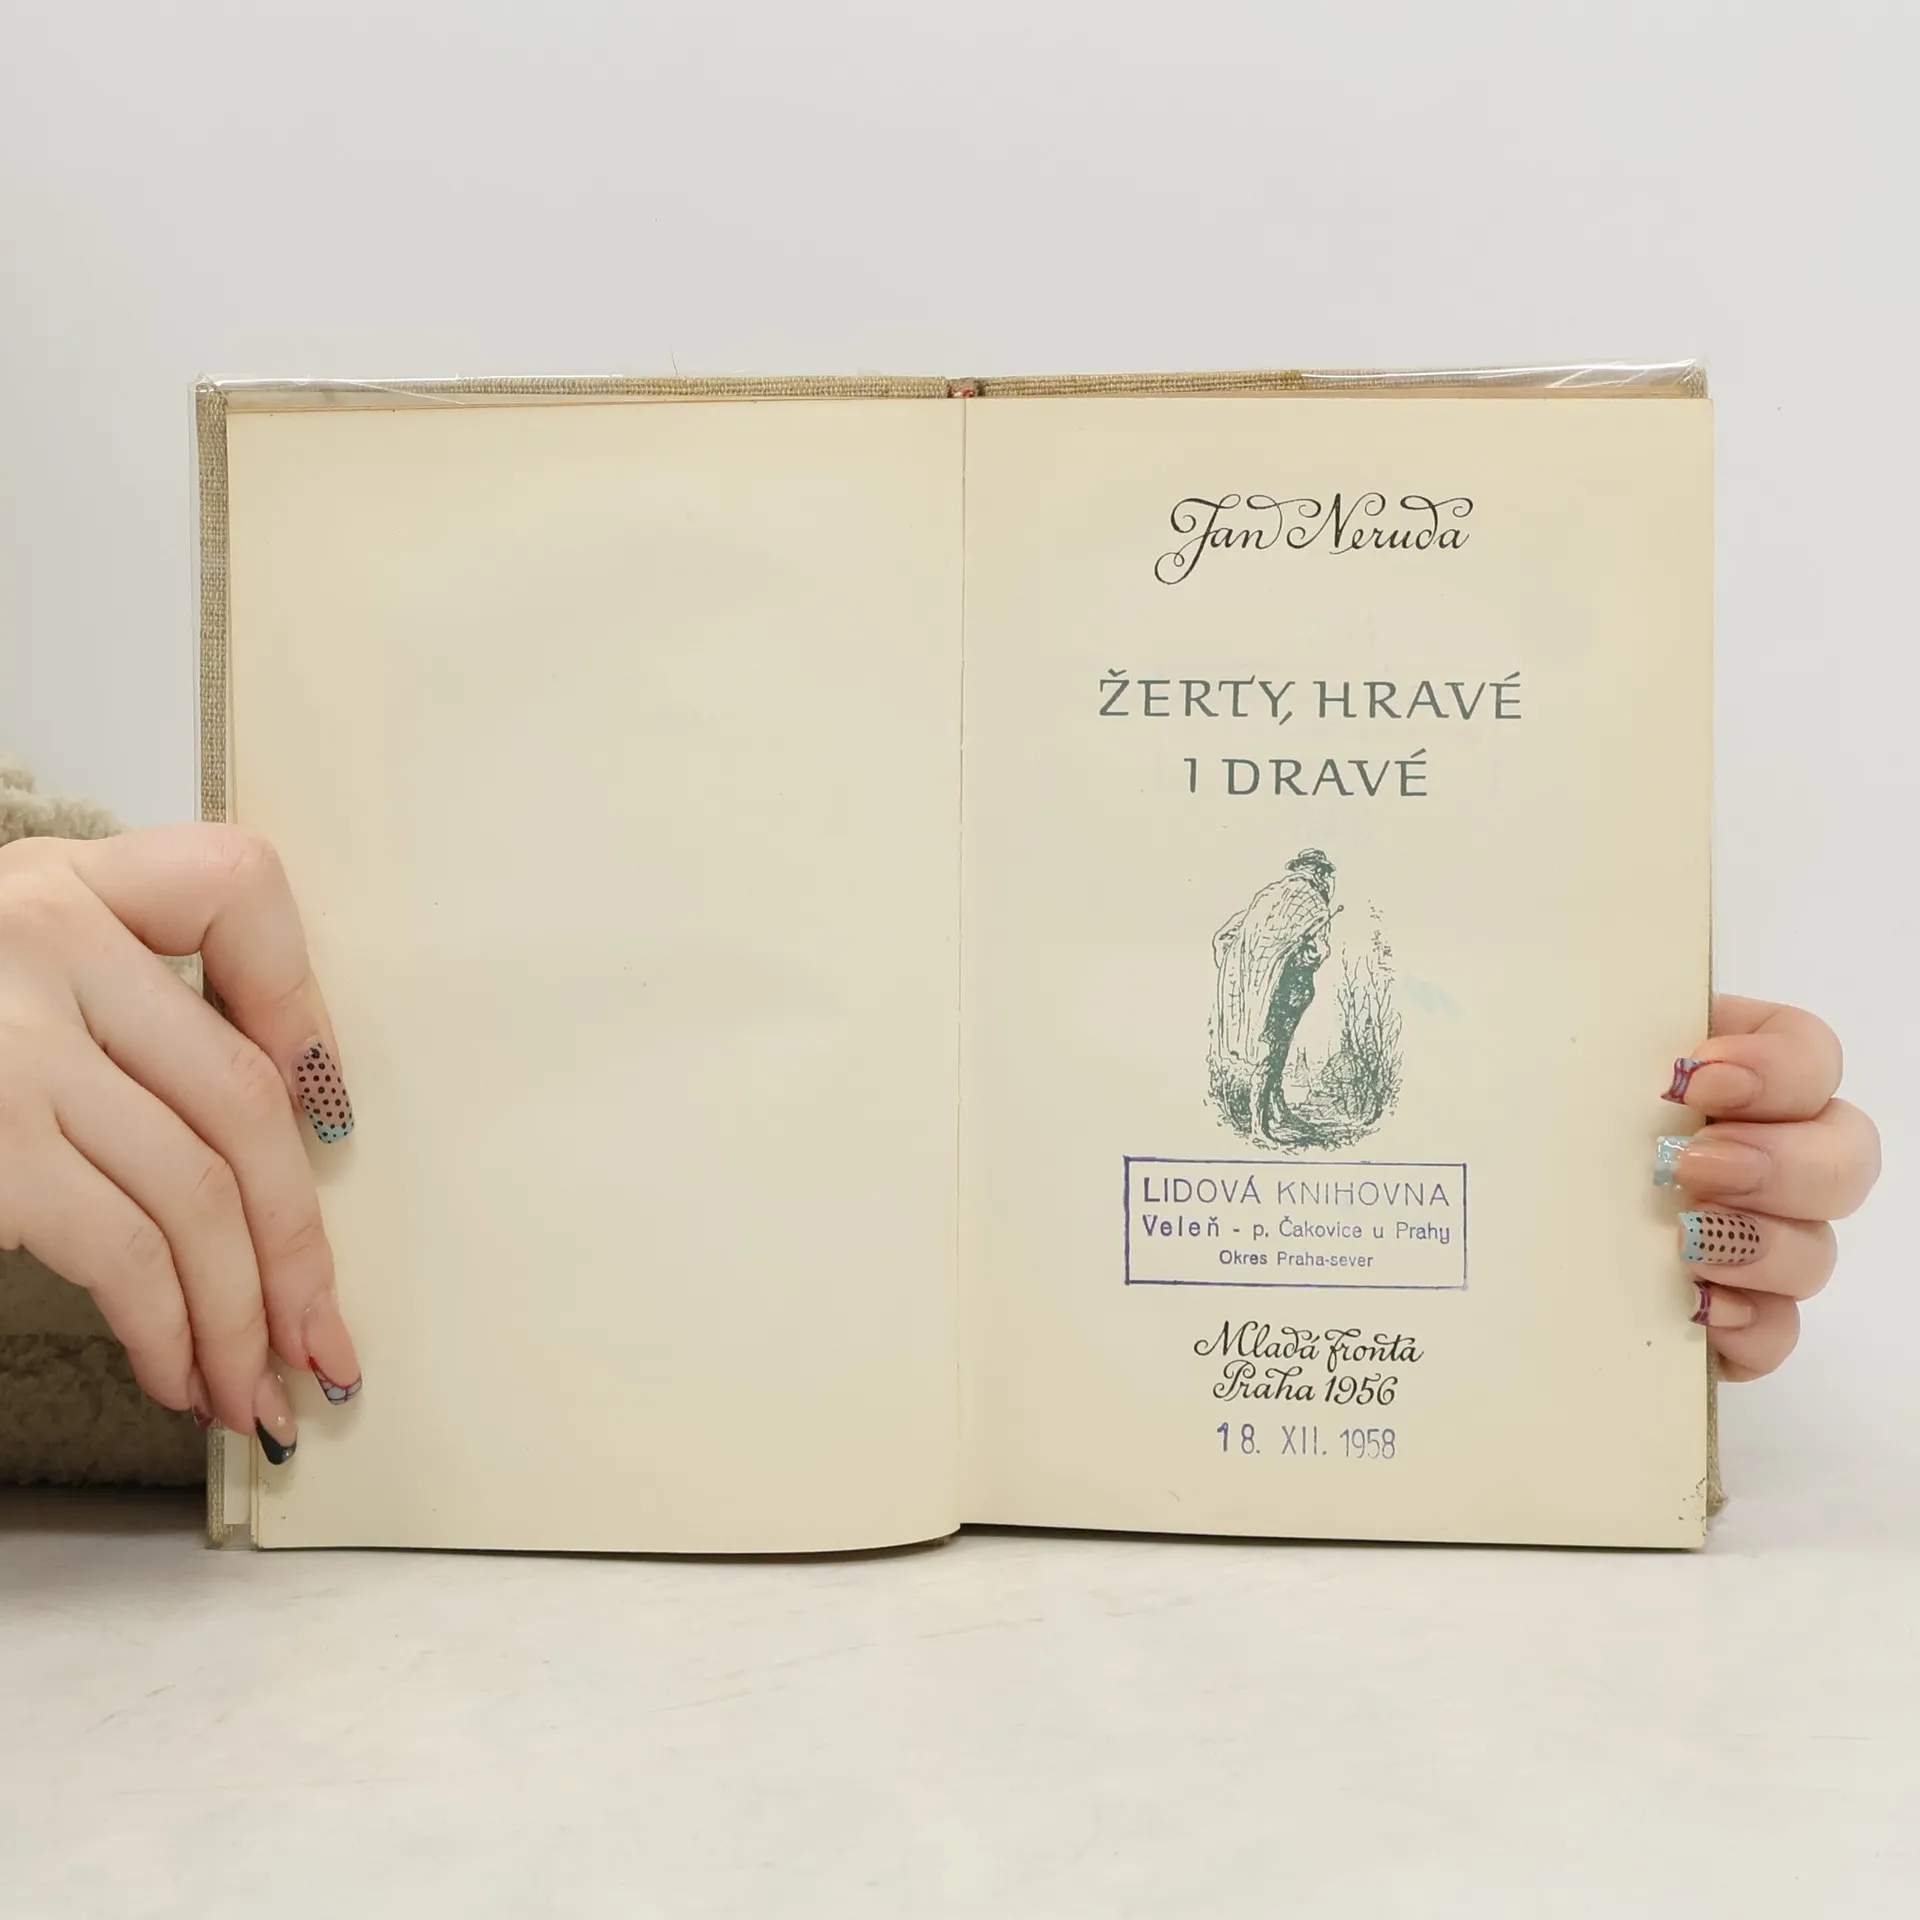 Jan Neruda
ŽERTY, HRAVÉ
I DRAVÉ
LIDOVÁ KNIHOVNA
Veleň - p. Čakovice u Prahy
Okres Praha-sever
Mladá fronta
Praha 1956
18. XII. 1958